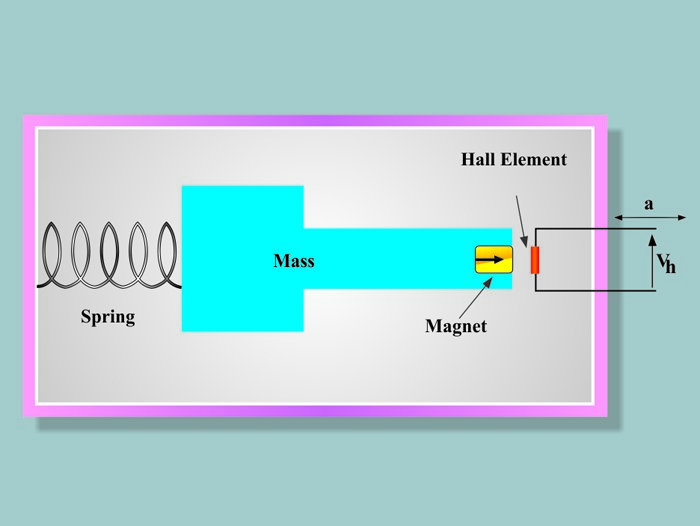 Hall Element
a
Mass
Vh
Spring
Magnet